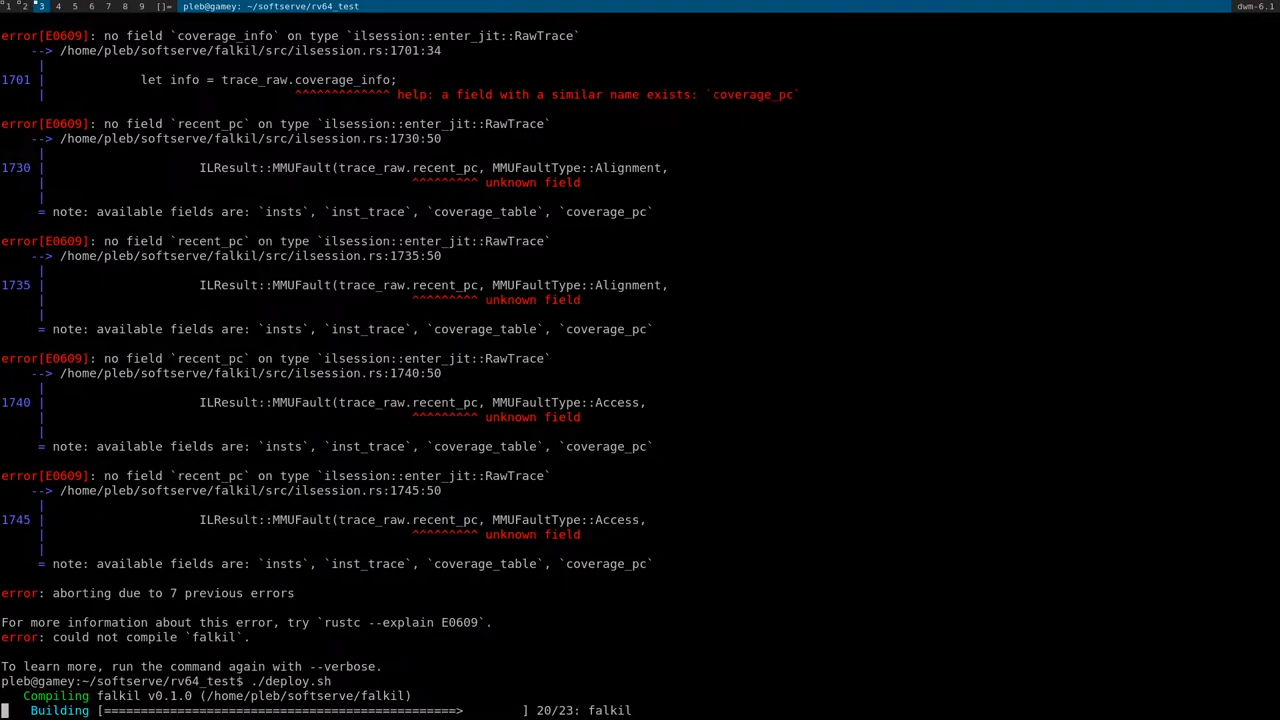 1 2 3 4 5 6 7 8 9 []= pleb@gamey: ~/softserve/rv64_test dwm-6.1
error[E0609]: no field `coverage_info` on type `ilsession::enter_jit::RawTrace`
--> /home/pleb/softserve/falkil/src/ilsession.rs:1701:34
|
1701 | let info = trace_raw.coverage_info;
| ^^^^^^^^^^^^^ help: a field with a similar name exists: `coverage_pc`
error[E0609]: no field `recent_pc` on type `ilsession::enter_jit::RawTrace`
--> /home/pleb/softserve/falkil/src/ilsession.rs:1730:50
|
1730 | ILResult::MMUFault(trace_raw.recent_pc, MMUFaultType::Alignment,
| ^^^^^^^^^ unknown field
|
= note: available fields are: `insts`, `inst_trace`, `coverage_table`, `coverage_pc`
error[E0609]: no field `recent_pc` on type `ilsession::enter_jit::RawTrace`
--> /home/pleb/softserve/falkil/src/ilsession.rs:1735:50
|
1735 | ILResult::MMUFault(trace_raw.recent_pc, MMUFaultType::Alignment,
| ^^^^^^^^^ unknown field
|
= note: available fields are: `insts`, `inst_trace`, `coverage_table`, `coverage_pc`
error[E0609]: no field `recent_pc` on type `ilsession::enter_jit::RawTrace`
--> /home/pleb/softserve/falkil/src/ilsession.rs:1740:50
|
1740 | ILResult::MMUFault(trace_raw.recent_pc, MMUFaultType::Access,
| ^^^^^^^^^ unknown field
|
= note: available fields are: `insts`, `inst_trace`, `coverage_table`, `coverage_pc`
error[E0609]: no field `recent_pc` on type `ilsession::enter_jit::RawTrace`
--> /home/pleb/softserve/falkil/src/ilsession.rs:1745:50
|
1745 | ILResult::MMUFault(trace_raw.recent_pc, MMUFaultType::Access,
| ^^^^^^^^^ unknown field
|
= note: available fields are: `insts`, `inst_trace`, `coverage_table`, `coverage_pc`
error: aborting due to 7 previous errors
For more information about this error, try `rustc --explain E0609`.
error: could not compile `falkil`.
To learn more, run the command again with --verbose.
pleb@gamey:~/softserve/rv64_test$ ./deploy.sh
Compiling falkil v0.1.0 (/home/pleb/softserve/falkil)
Building [================================================> ] 20/23: falkil